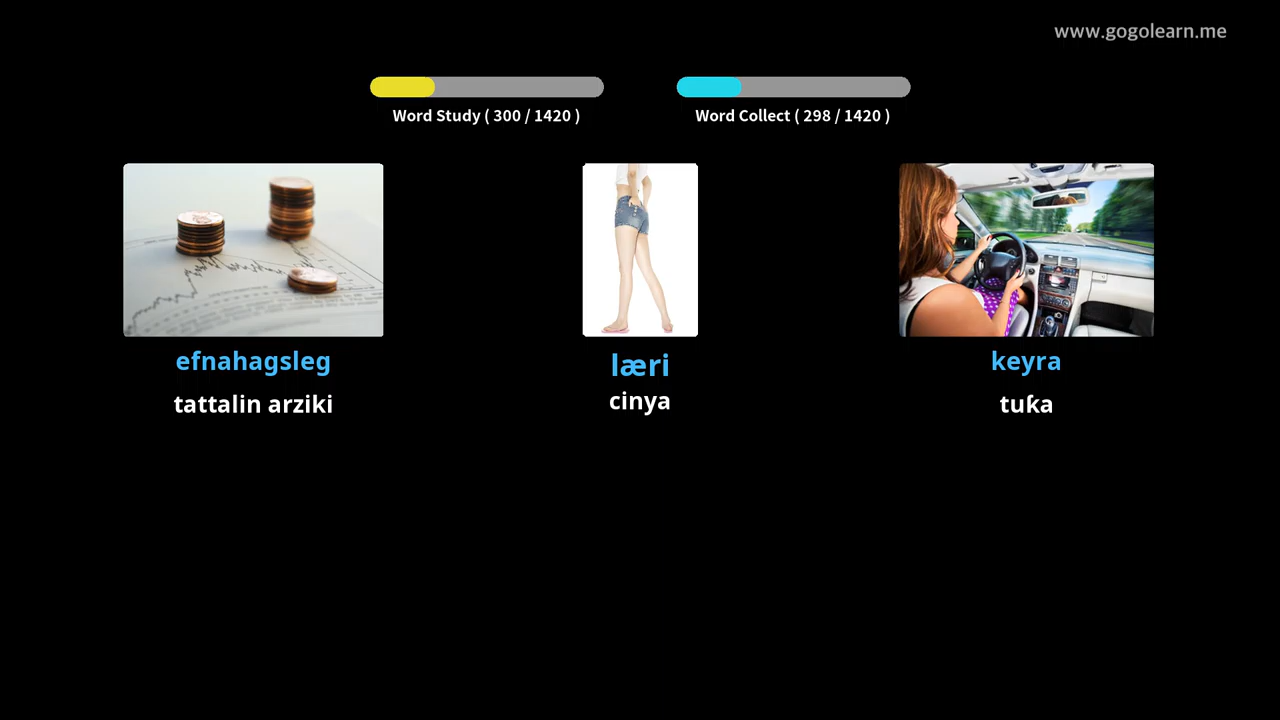 www.gogolearn.me
Word Study ( 300 / 1420 )
Word Collect ( 298 / 1420 )
efnahagsleg
tattalin arziki
læri
cinya
keyra
tuƙa